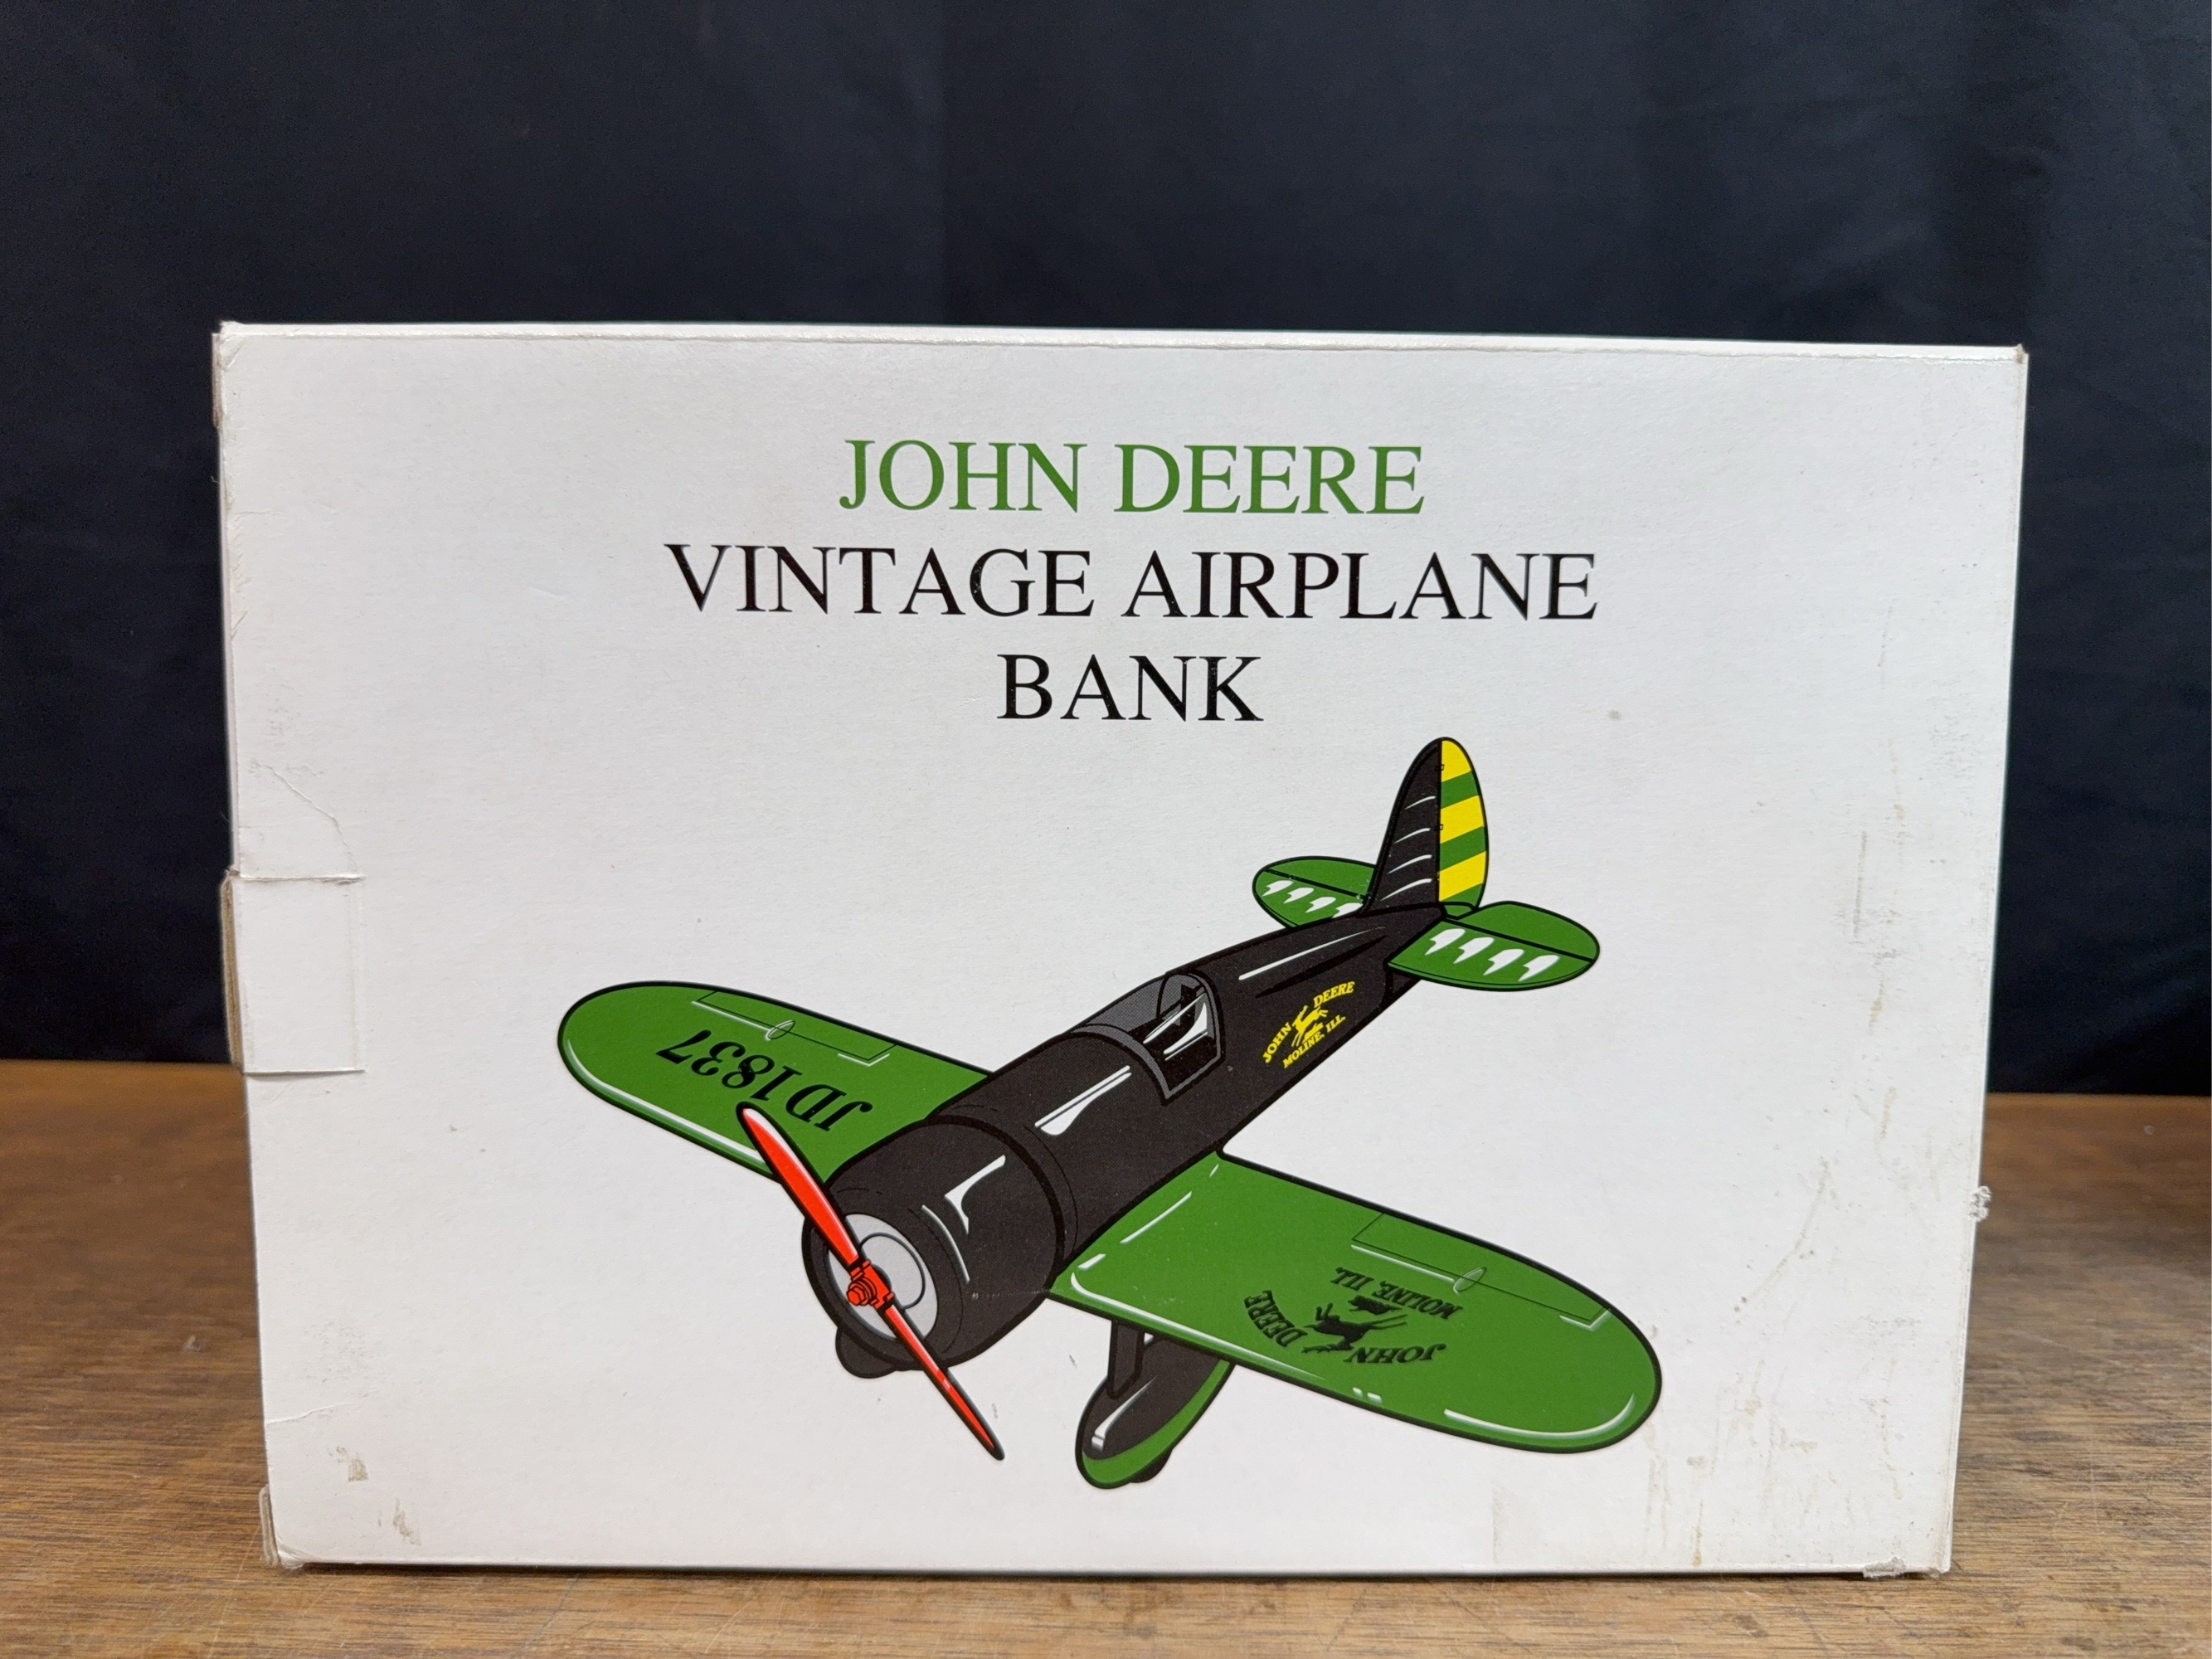 JOHN DEERE
VINTAGE AIRPLANE
BANK
JOHN DEERE
MOLINE, ILL.
JD1837
JOHN DEERE
MOLINE, ILL.